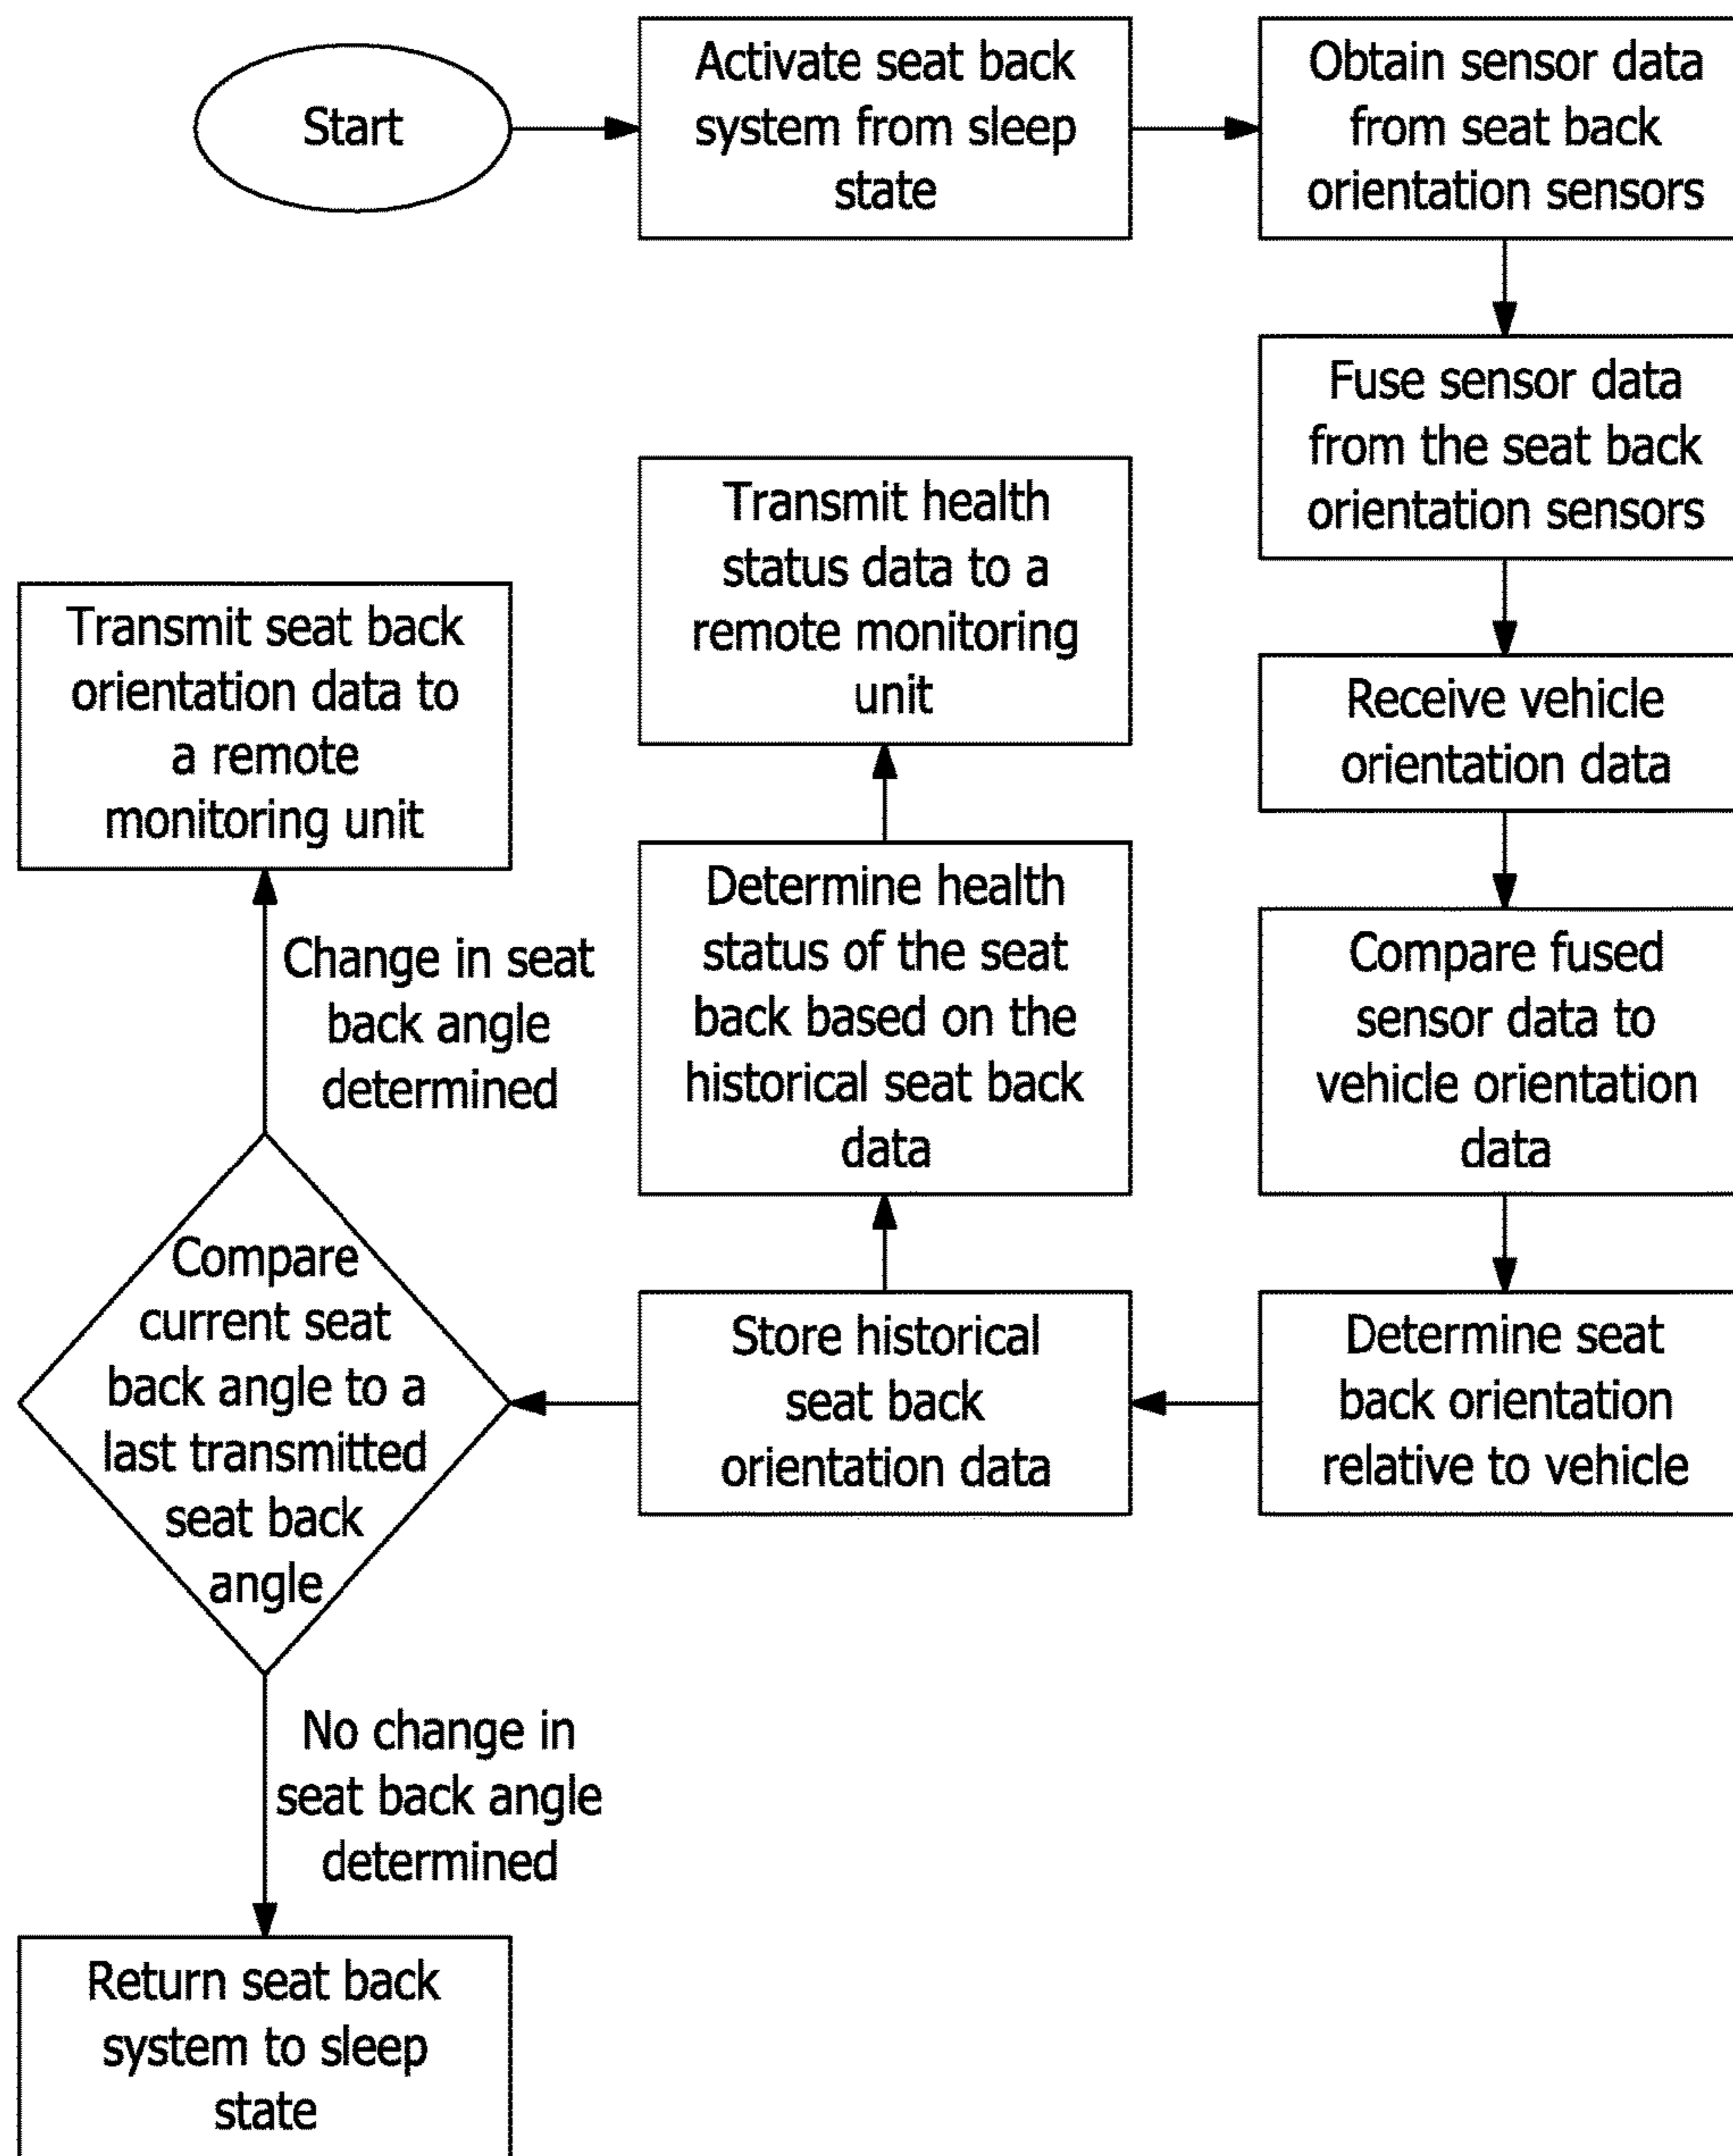 Start
Activate seat back
system from sleep
state
Obtain sensor data
from seat back
orientation sensors
Fuse sensor data
from the seat back
orientation sensors
Receive vehicle
orientation data
Compare fused
sensor data to
vehicle orientation
data
Determine seat
back orientation
relative to vehicle
Store historical
seat back
orientation data
Determine health
status of the seat
back based on the
historical seat back
data
Transmit health
status data to a
remote monitoring
unit
Compare
current seat
back angle to a
last transmitted
seat back
angle
Change in seat
back angle
determined
Transmit seat back
orientation data to
a remote
monitoring unit
No change in
seat back angle
determined
Return seat back
system to sleep
state